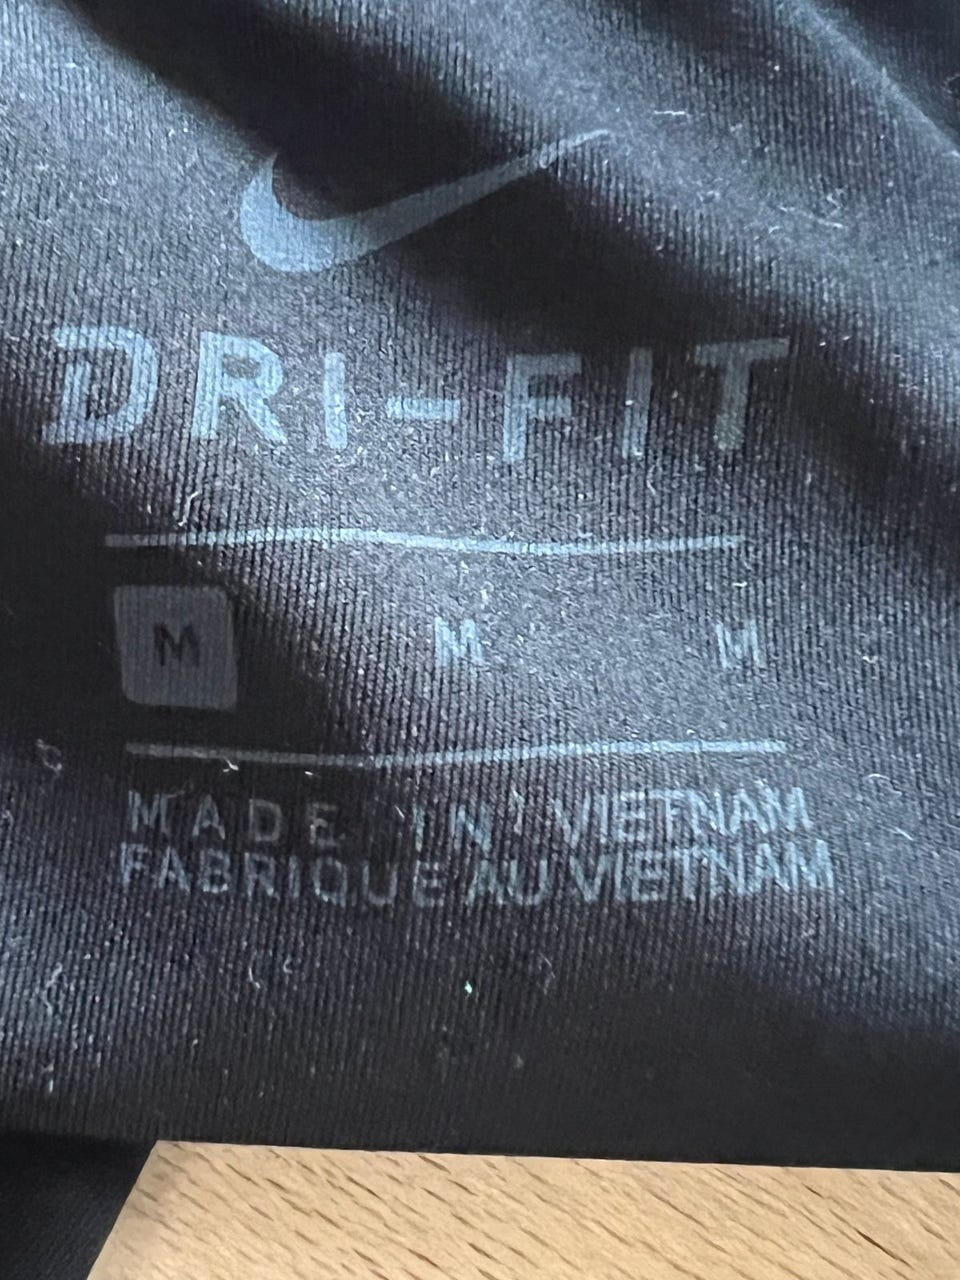 DRI-FIT
M M M
MADE IN VIETNAM
FABRIQUE AU VIETNAM